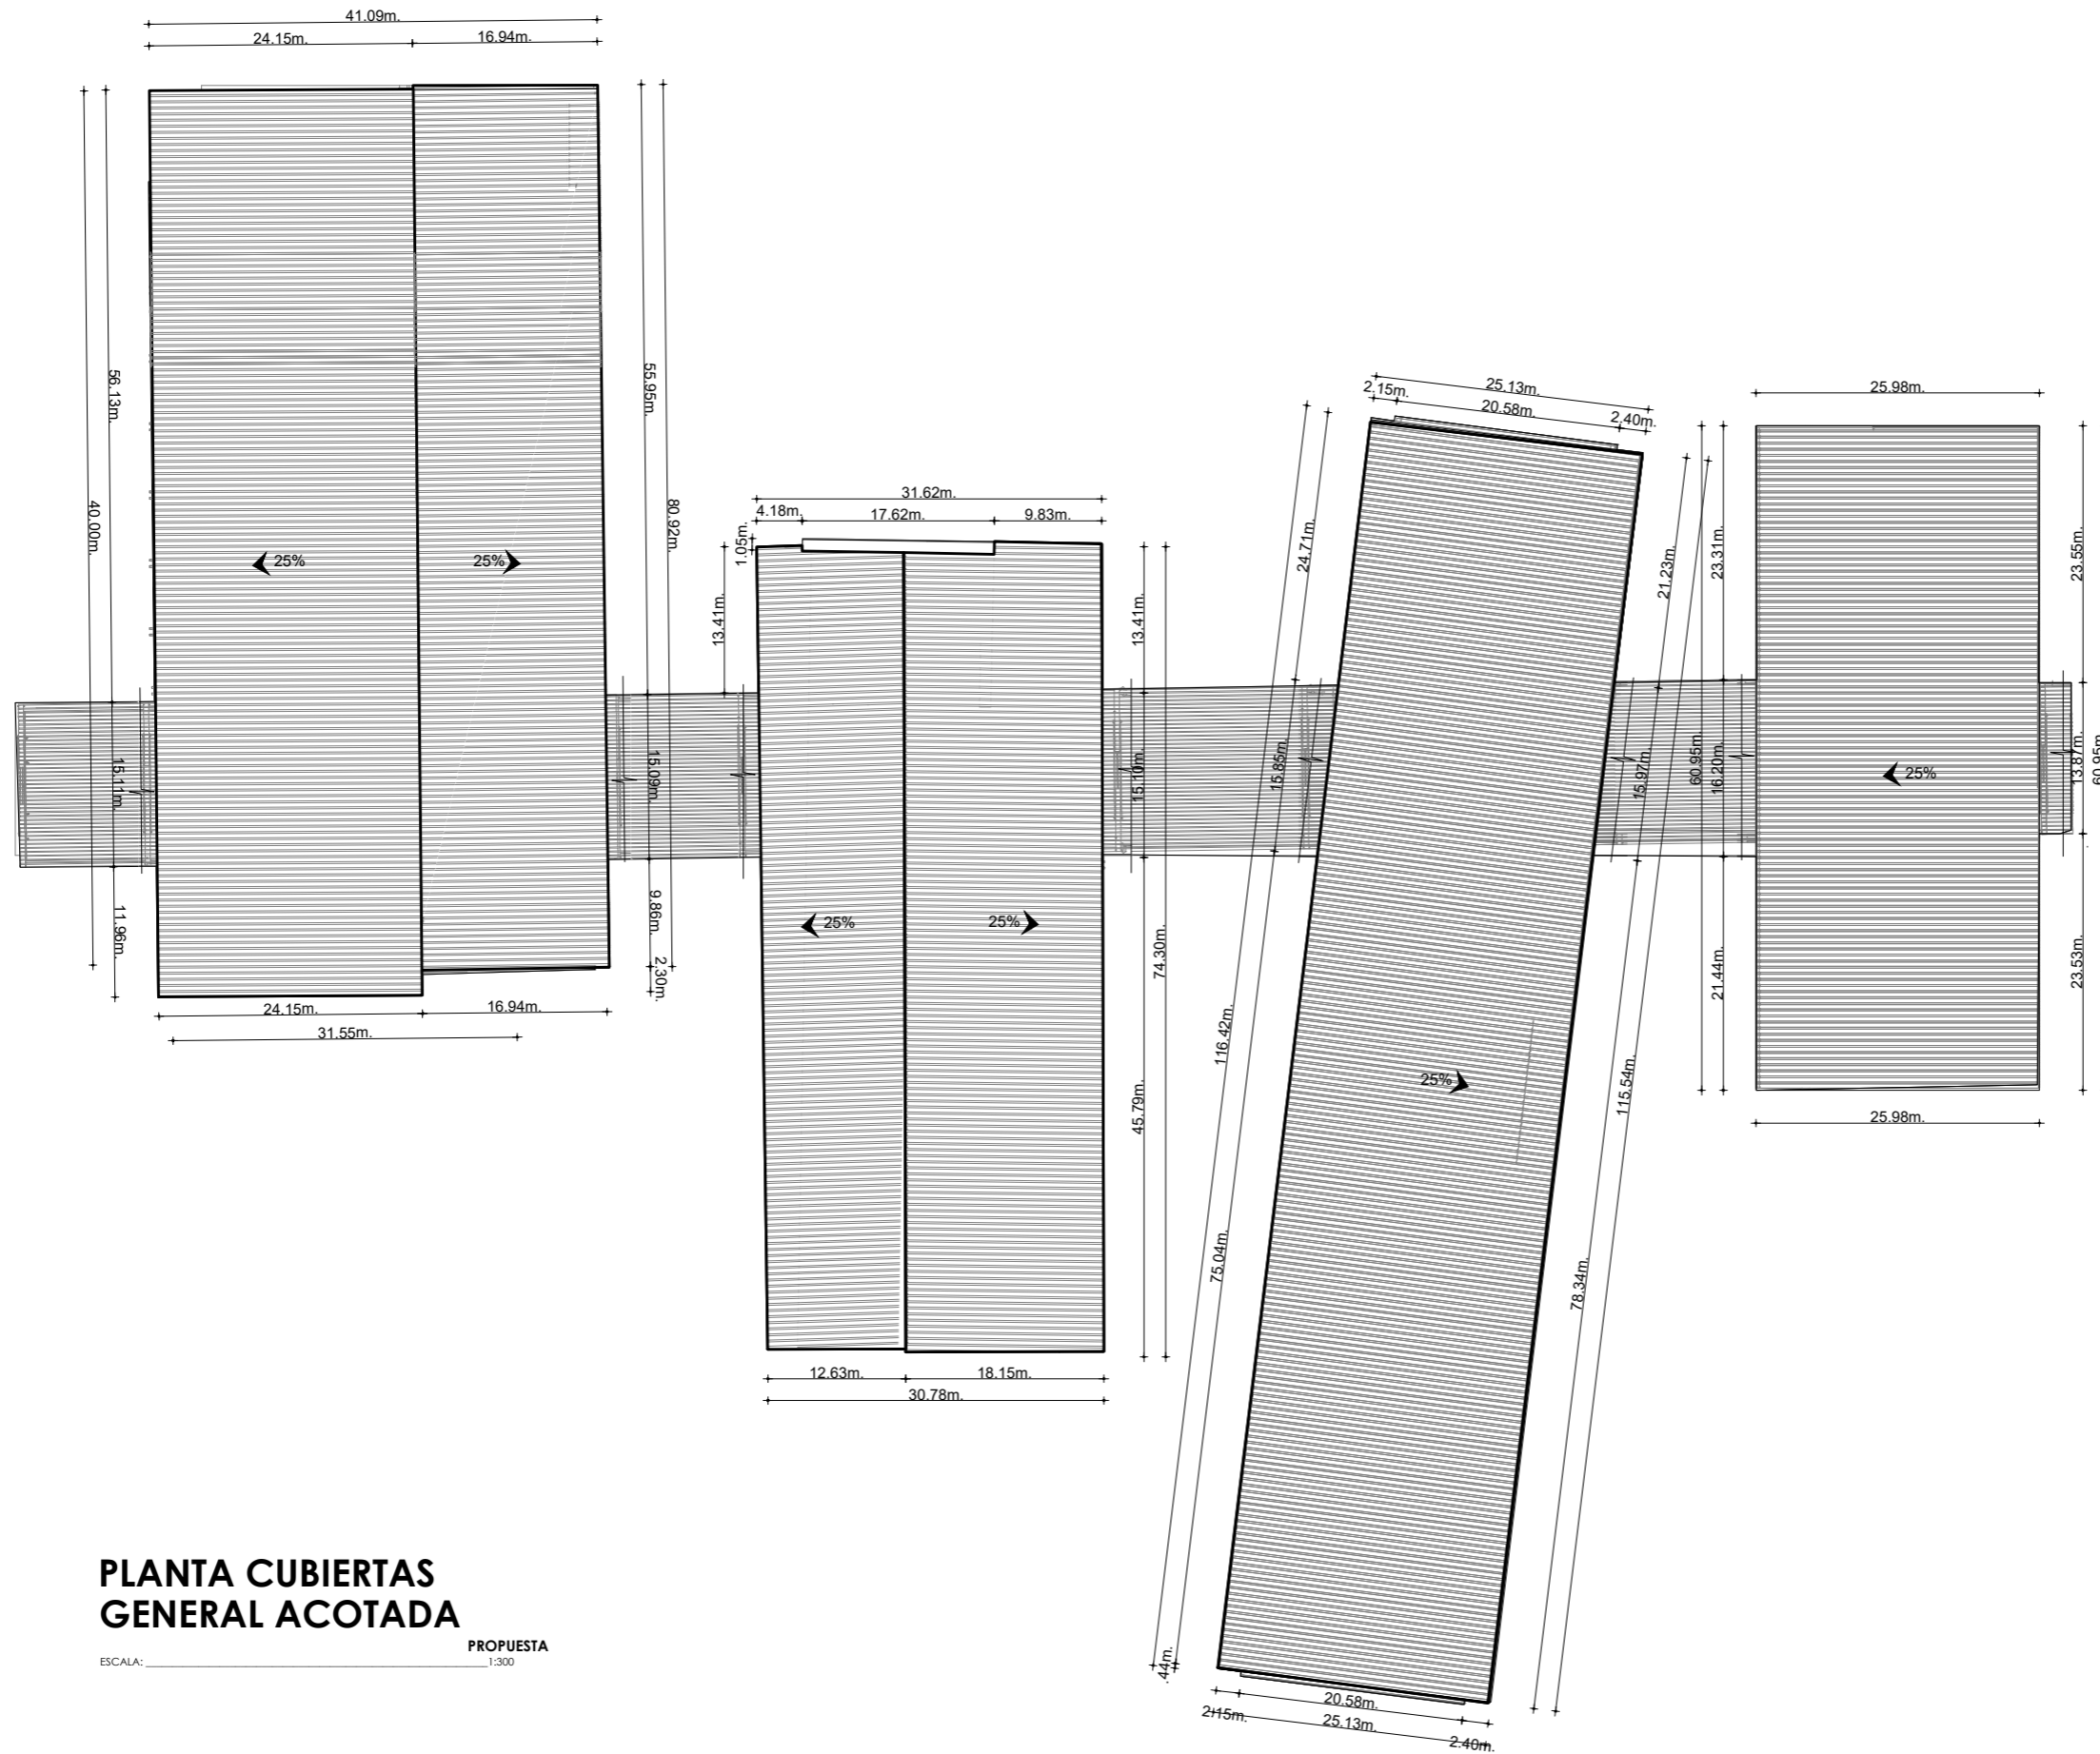 41.09m.
24.15m.
16.94m.
56.13m.
40.00m.
55.95m.
80.92m.
25%
25%
15.11m.
15.09m.
11.96m.
9.86m.
2.30m.
24.15m.
16.94m.
31.55m.
31.62m.
4.18m.
17.62m.
9.83m.
1.05m.
13.41m.
13.41m.
15.10m.
25%
25%
74.30m.
45.79m.
12.63m.
18.15m.
30.78m.
25.13m.
2.15m.
20.58m.
2.40m.
24.71m.
21.23m.
15.85m.
15.97m.
116.42m.
75.04m.
25%
115.54m.
78.34m.
.44m.
20.58m.
2.15m.
25.13m.
2.40m.
25.98m.
23.31m.
23.55m.
60.95m.
16.20m.
25%
13.87m.
60.95m
21.44m.
23.53m.
25.98m.
PLANTA CUBIERTAS
GENERAL ACOTADA
PROPUESTA
ESCALA: 1:300